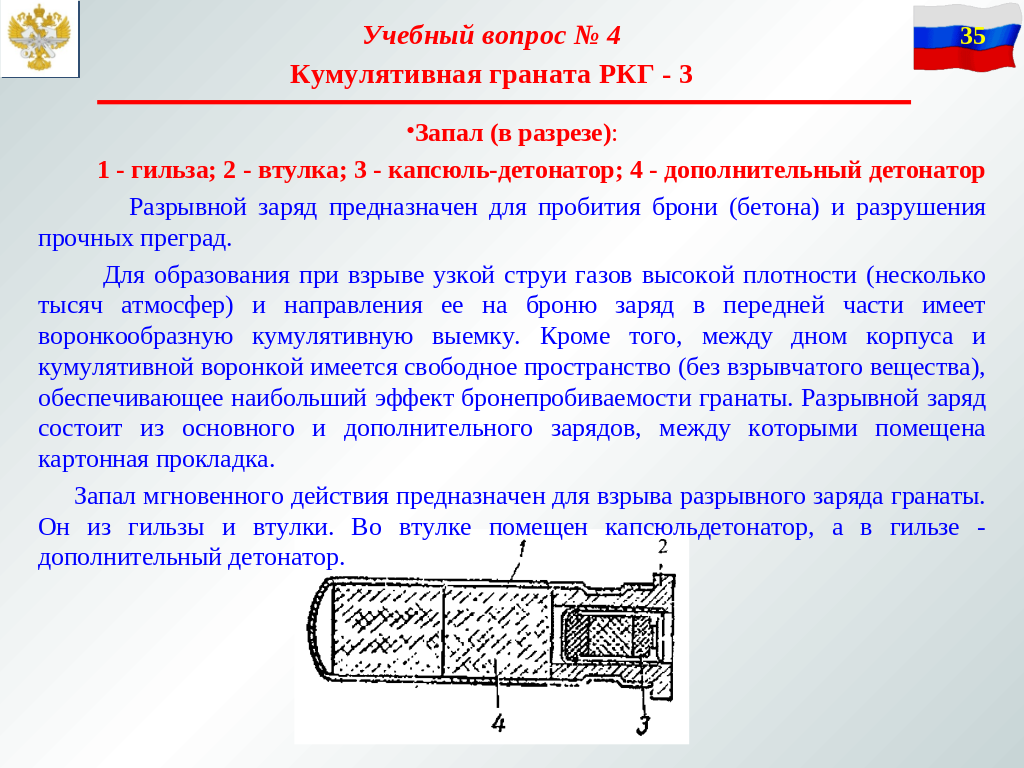 Учебный вопрос № 4
35
Кумулятивная граната РКГ - 3
•Запал (в разрезе):
1 - гильза; 2 - втулка; 3 - капсюль-детонатор; 4 - дополнительный детонатор
Разрывной заряд предназначен для пробития брони (бетона) и разрушения
прочных преград.
Для образования при взрыве узкой струи газов высокой плотности (несколько
тысяч атмосфер) и направления ее на броню заряд в передней части имеет
воронкообразную кумулятивную выемку. Кроме того, между дном корпуса и
кумулятивной воронкой имеется свободное пространство (без взрывчатого вещества),
обеспечивающее наибольший эффект бронепробиваемости гранаты. Разрывной заряд
состоит из основного и дополнительного зарядов, между которыми помещена
картонная прокладка.
Запал мгновенного действия предназначен для взрыва разрывного заряда гранаты.
Он из гильзы и втулки. Во втулке помещен капсюльдетонатор, а в гильзе -
дополнительный детонатор.
1
2
4
3